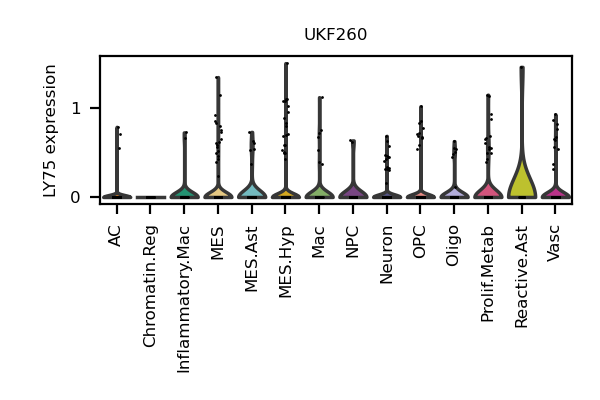 UKF260
LY75 expression
1
0
AC
Chromatin.Reg
Inflammatory.Mac
MES
MES.Ast
MES.Hyp
Mac
NPC
Neuron
OPC
Oligo
Prolif.Metab
Reactive.Ast
Vasc